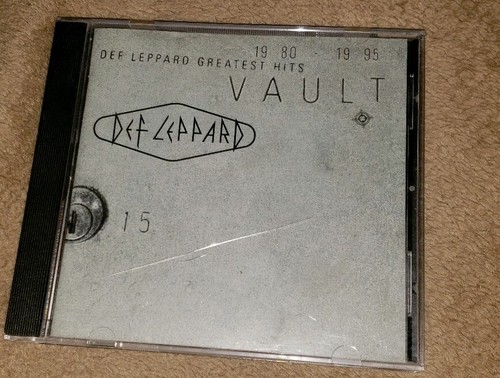 19 80 - 19 95
DEF LEPPARD GREATEST HITS
VAULT
DEF LEPPARD
15